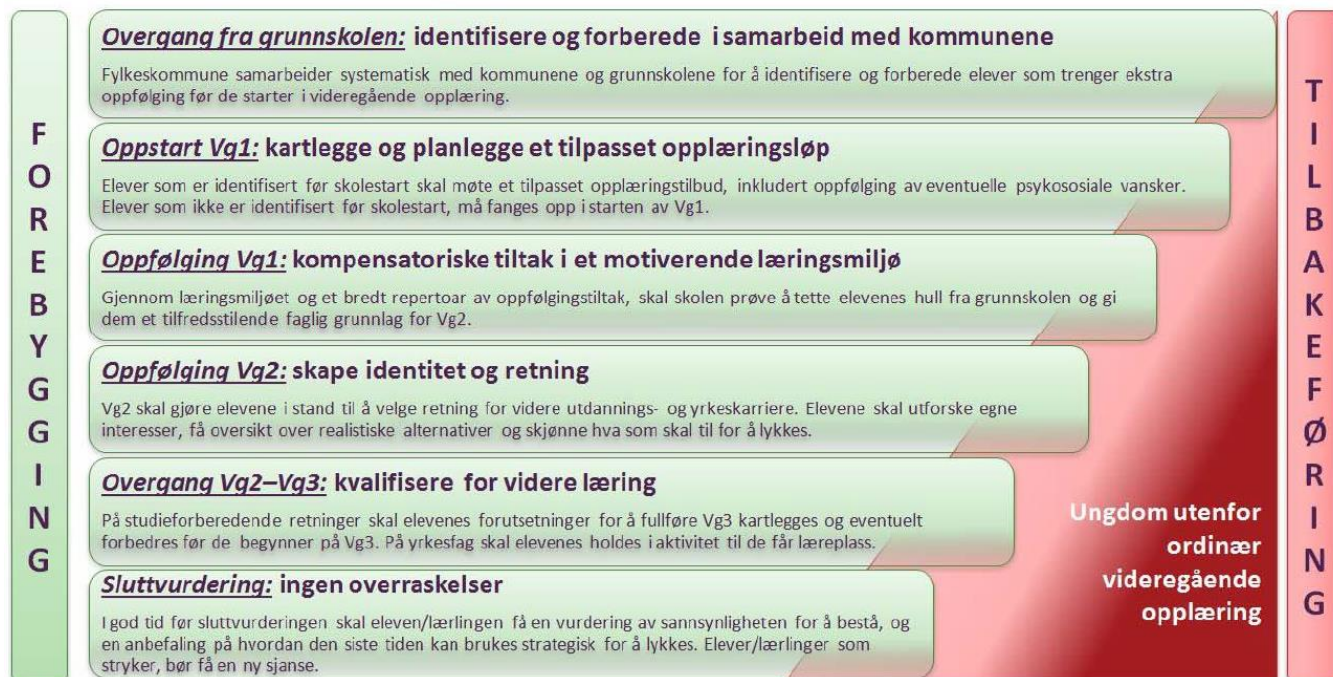 FOREBYGGING
Overgang fra grunnskolen: identifisere og forberede i samarbeid med kommunene
Fylkeskommune samarbeider systematisk med kommunene og grunnskolene for å identifisere og forberede elever som trenger ekstra
oppfølging før de starter i videregående opplæring.
Oppstart Vg1: kartlegge og planlegge et tilpasset opplæringsløp
Elever som er identifisert før skolestart skal møte et tilpasset opplæringstilbud, inkludert oppfølging av eventuelle psykososiale vansker.
Elever som ikke er identifisert før skolestart, må fanges opp i starten av Vg1.
Oppfølging Vg1: kompensatoriske tiltak i et motiverende læringsmiljø
Gjennom læringsmiljøet og et bredt repertoar av oppfølgingstiltak, skal skolen prøve å tette elevenes hull fra grunnskolen og gi
dem et tilfredsstilende faglig grunnlag for Vg2.
Oppfølging Vg2: skape identitet og retning
Vg2 skal gjøre elevene i stand til å velge retning for videre utdannings- og yrkeskarriere. Elevene skal utforske egne
interesser, få oversikt over realistiske alternativer og skjønne hva som skal til for å lykkes.
Overgang Vg2–Vg3: kvalifisere for videre læring
På studieforberedende retninger skal elevenes forutsetninger for å fullføre Vg3 kartlegges og eventuelt
forbedres før de begynner på Vg3. På yrkesfag skal elevenes holdes i aktivitet til de får læreplass.
Sluttvurdering: ingen overraskelser
I god tid før sluttvurderingen skal eleven/lærlingen få en vurdering av sannsynligheten for å bestå, og
en anbefaling på hvordan den siste tiden kan brukes strategisk for å lykkes. Elever/lærlinger som
stryker, bør få en ny sjanse.
Ungdom utenfor
ordinær
videregående
opplæring
TILBAKEFØRING